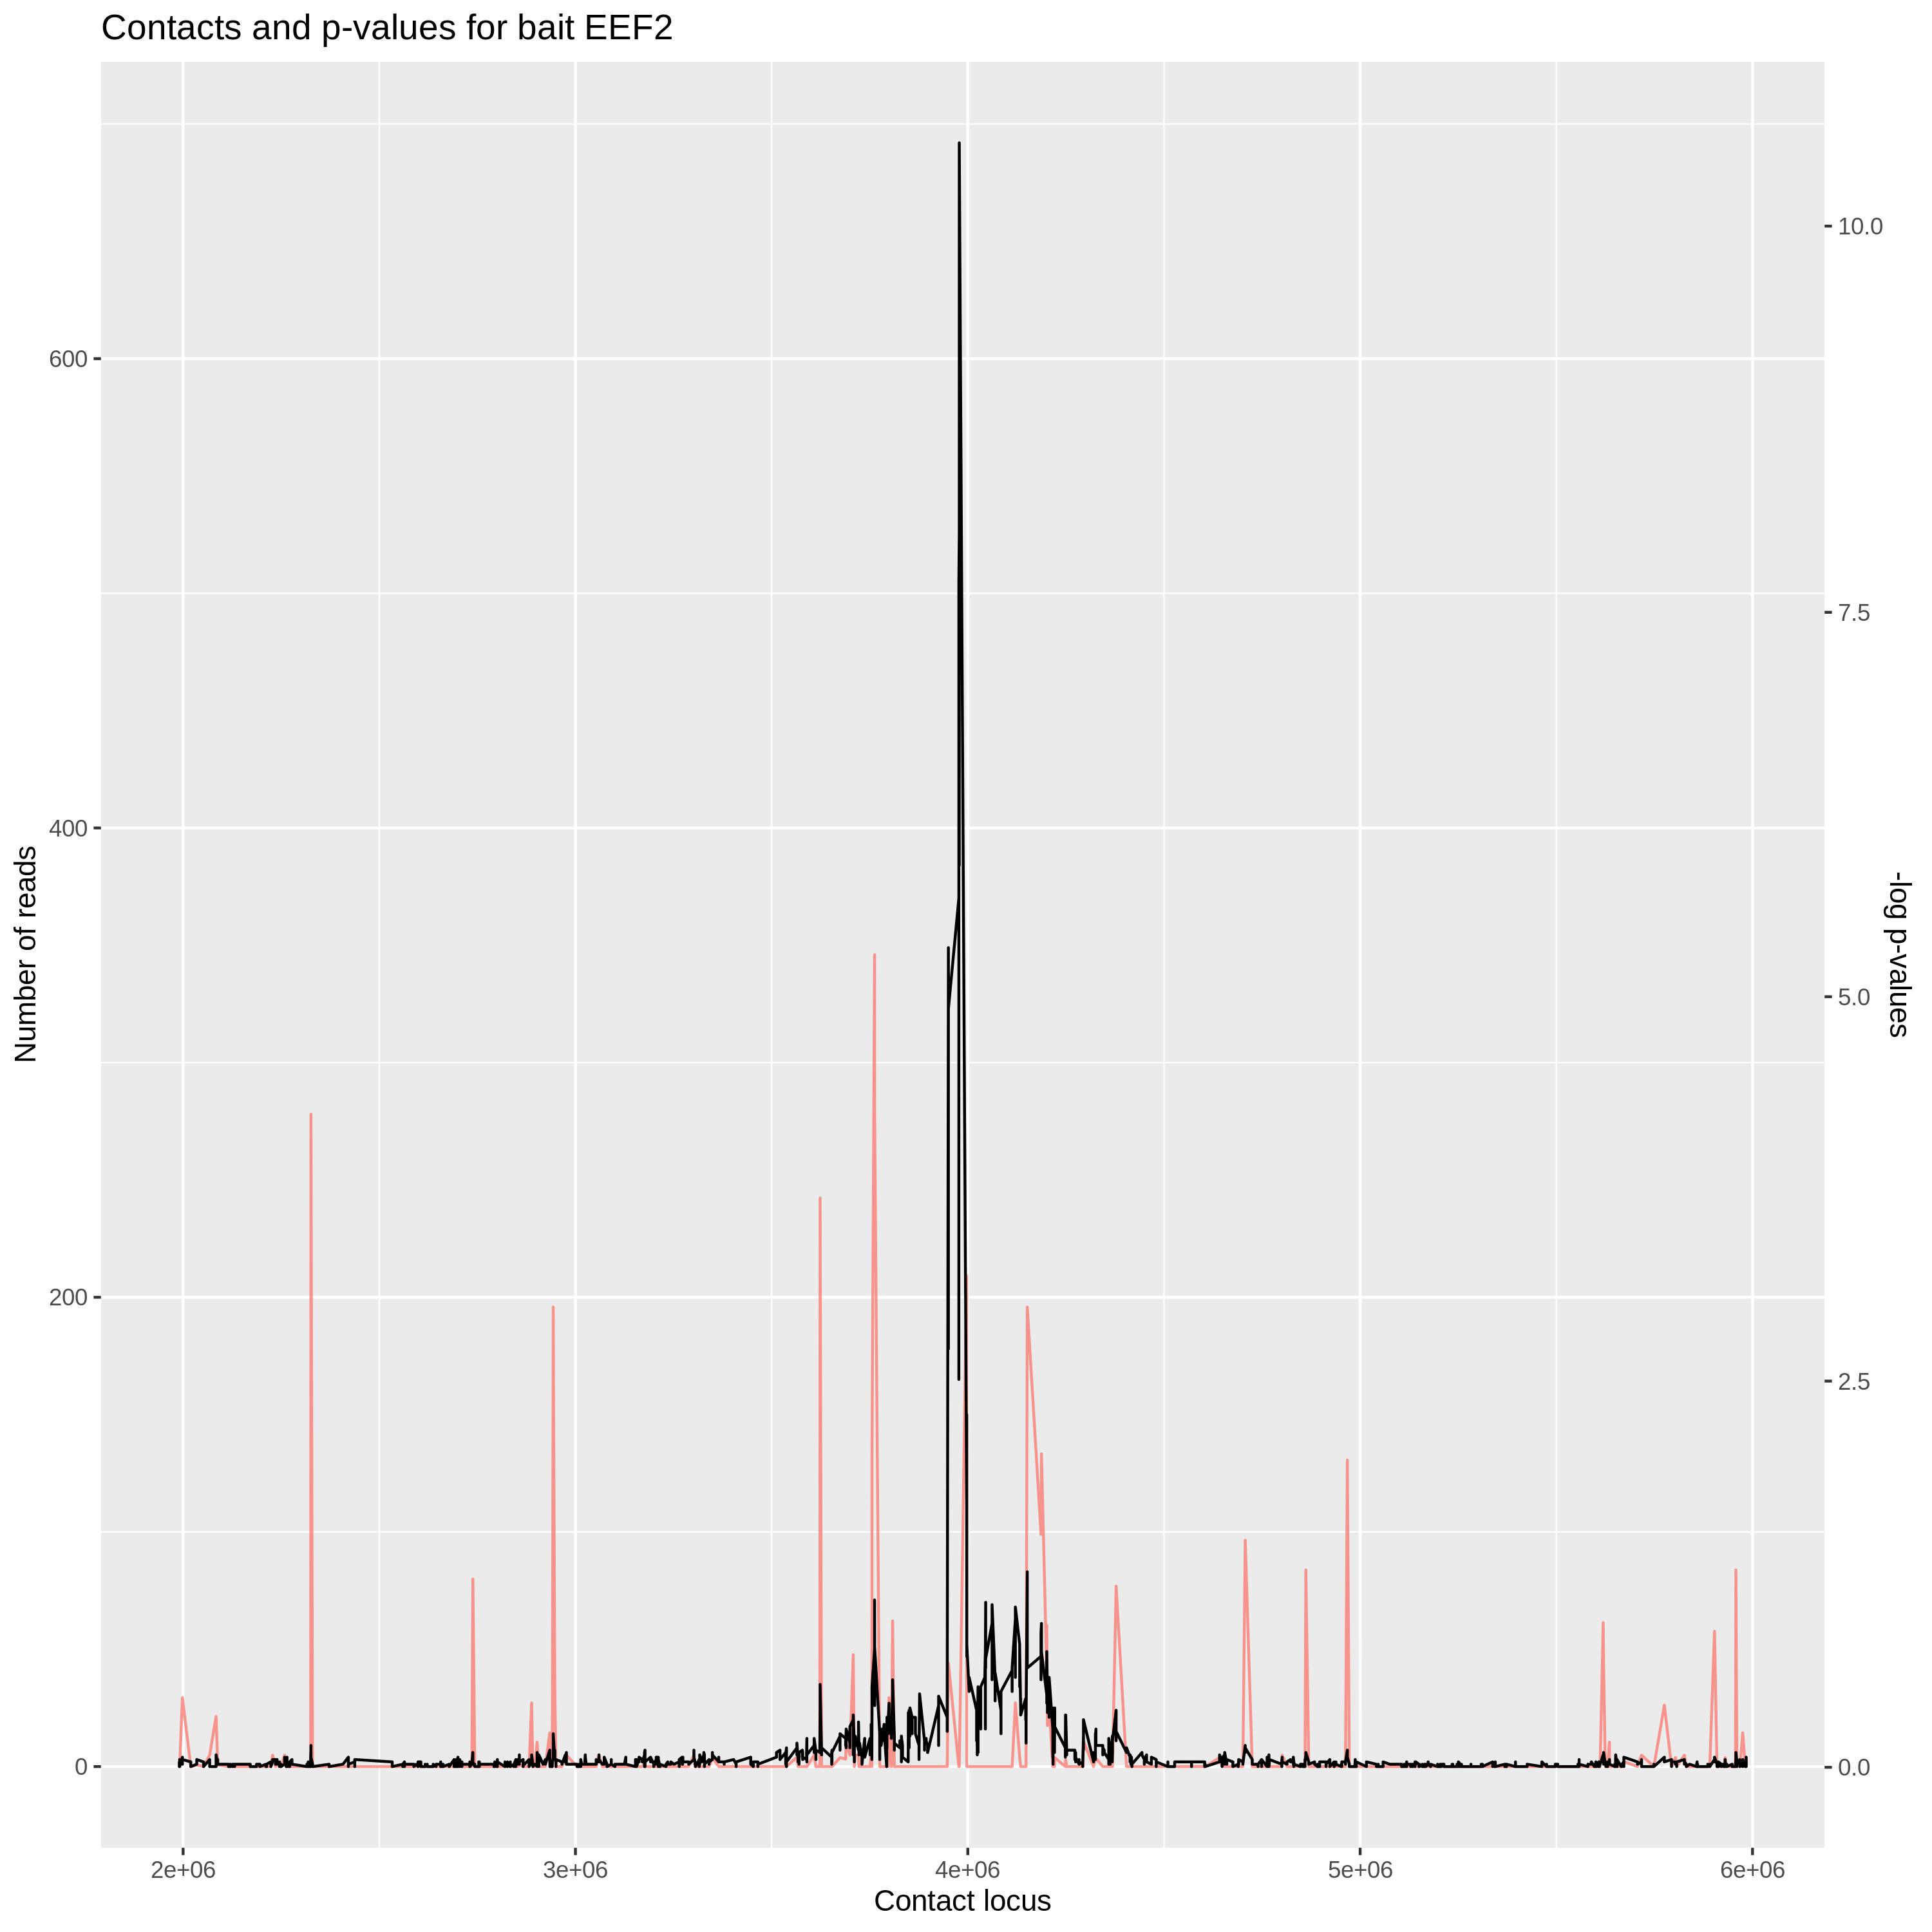 Contacts and p-values for bait EEF2
Number of reads
600
400
200
0
10.0
7.5
5.0
2.5
0.0
-log p-values
2e+06
3e+06
4e+06
5e+06
6e+06
Contact locus